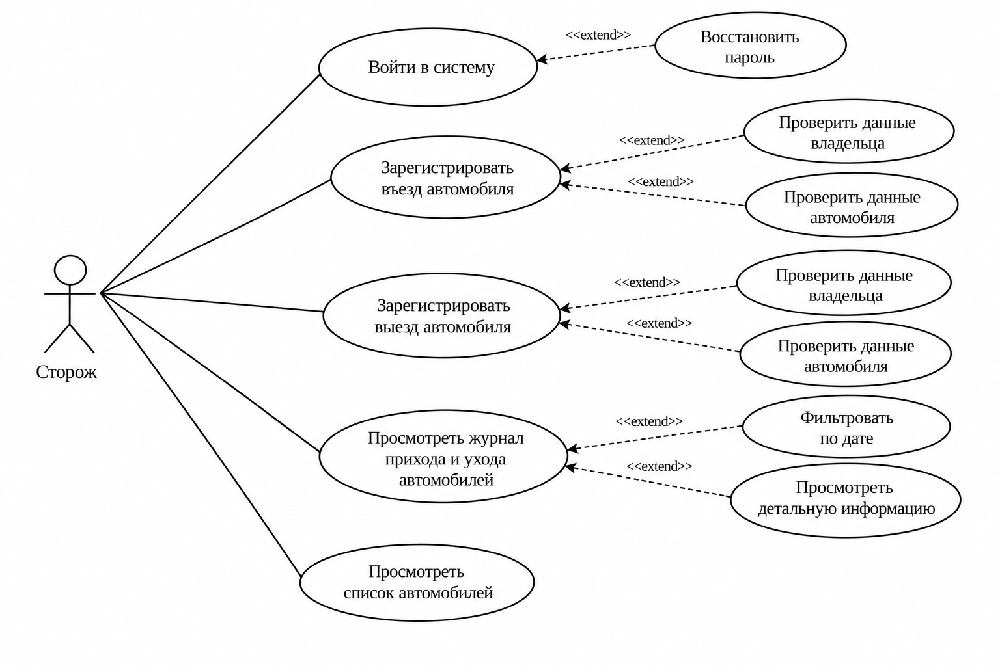 <<extend>>
Восстановить
пароль
Войти в систему
Проверить данные
владельца
<<extend>>
Зарегистрировать
въезд автомобиля
<<extend>>
Проверить данные
автомобиля
Проверить данные
владельца
<<extend>>
Зарегистрировать
выезд автомобиля
<<extend>>
Проверить данные
автомобиля
Сторож
Фильтровать
по дате
<<extend>>
Просмотреть журнал
прихода и ухода
автомобилей
<<extend>>
Просмотреть
детальную информацию
Просмотреть
список автомобилей